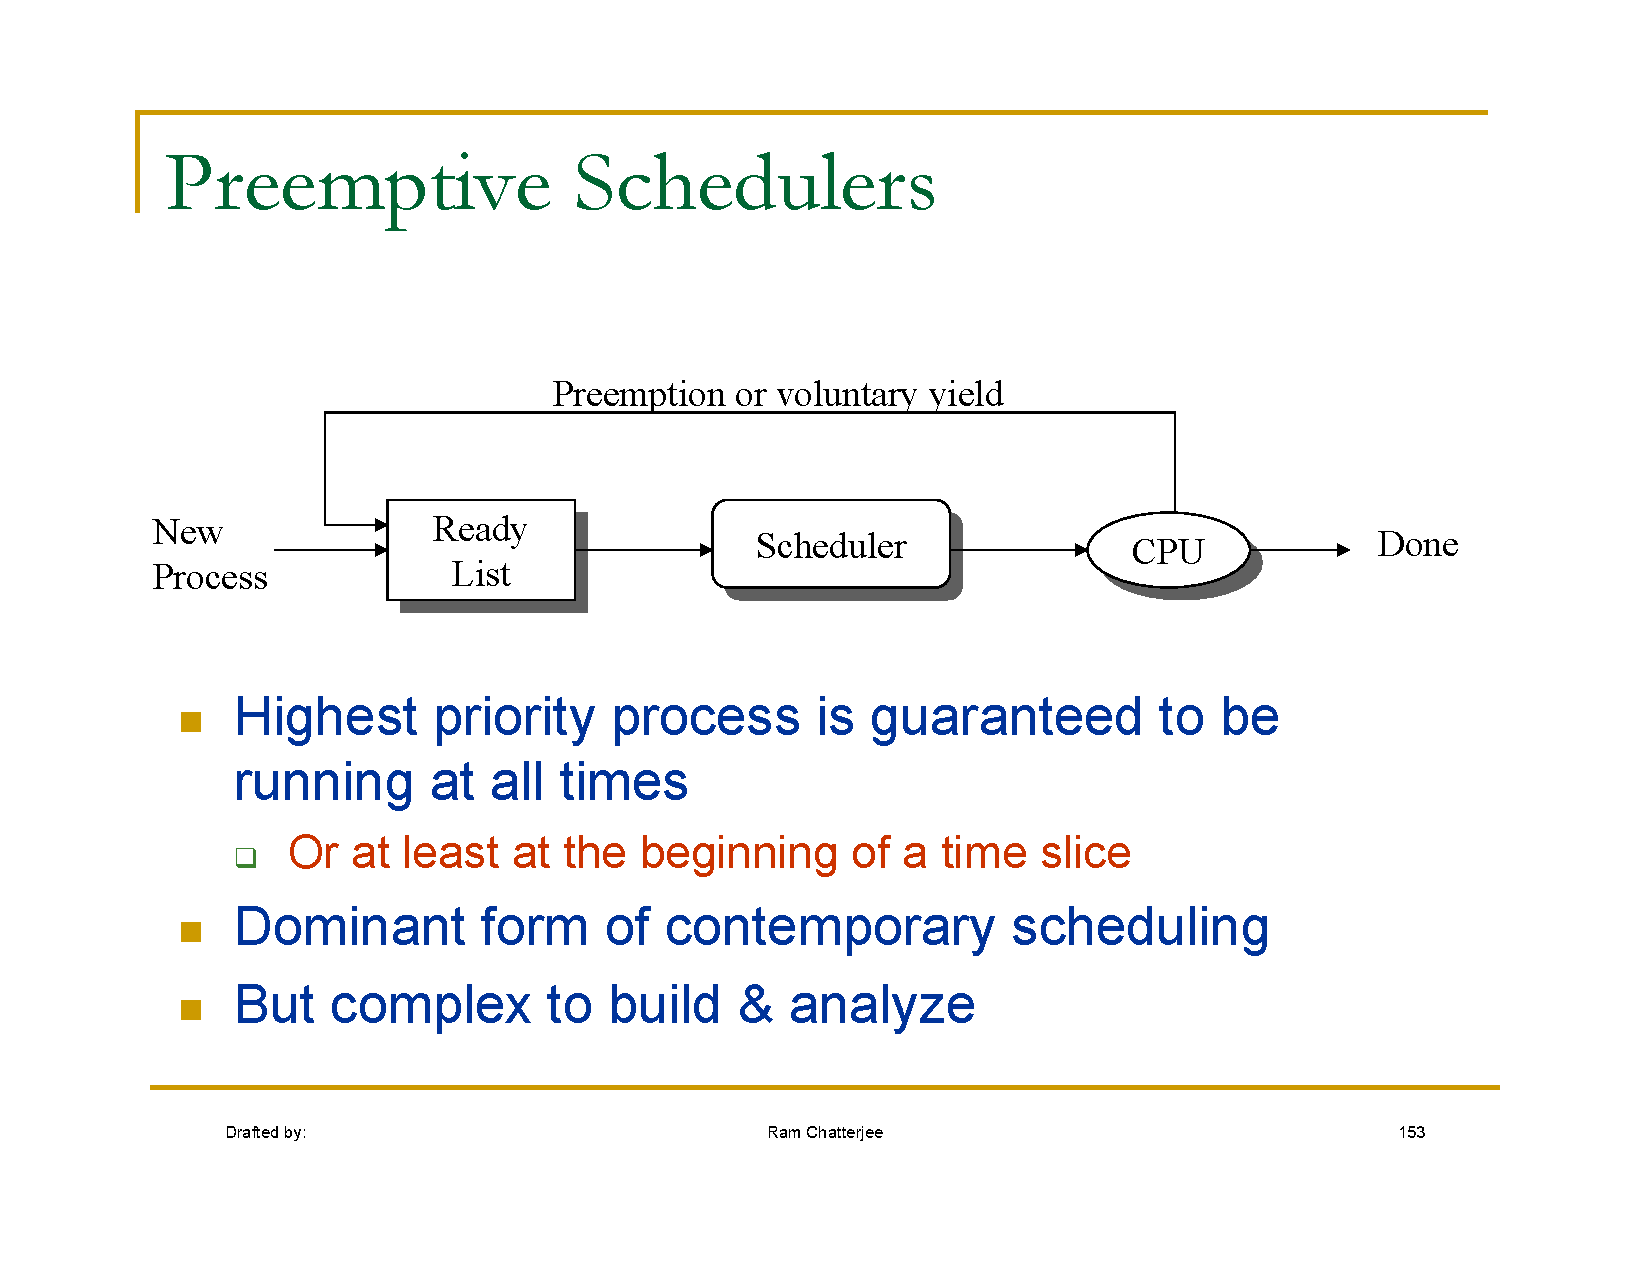 Preemptive Schedulers
Preemption or voluntary yield
New
Process
Ready
List
Scheduler
CPU
Done
Highest priority process is guaranteed to be
running at all times
Or at least at the beginning of a time slice
Dominant form of contemporary scheduling
But complex to build & analyze
Drafted by:
Ram Chatterjee
153